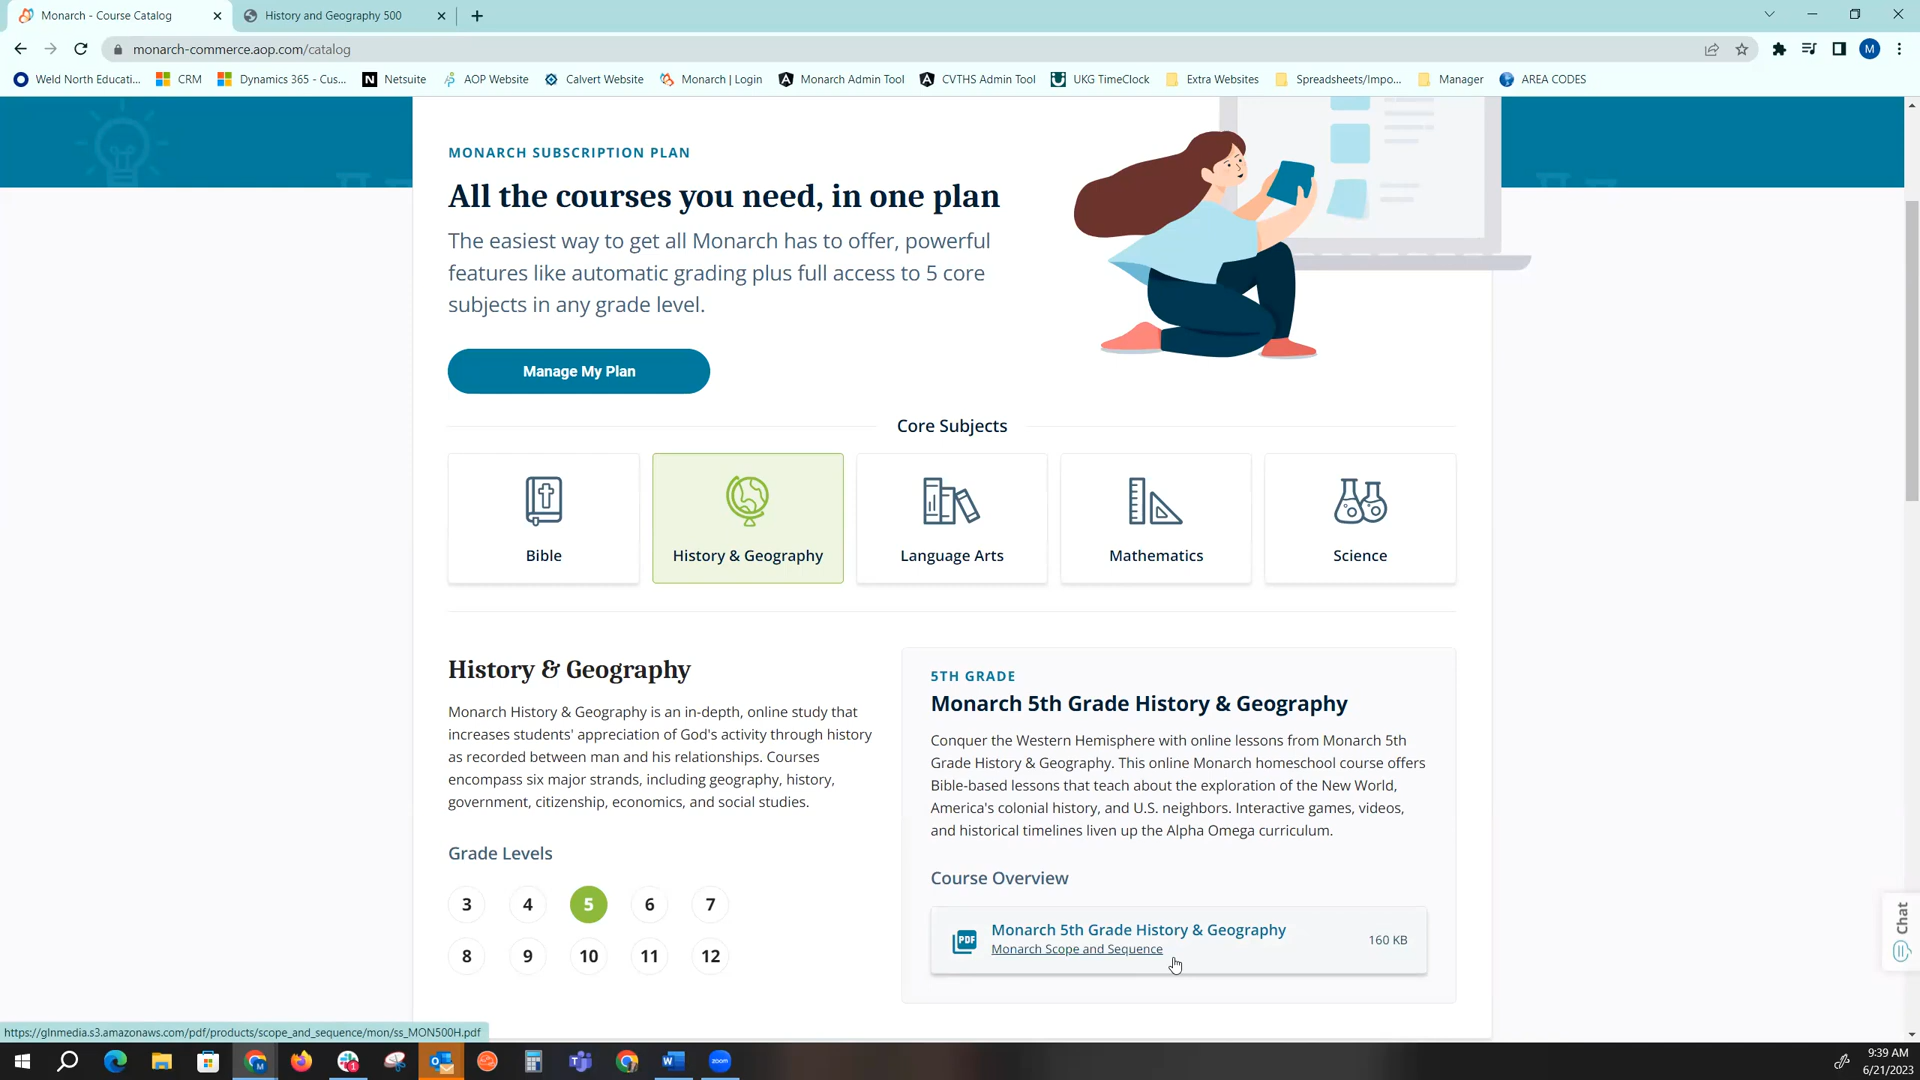 Monarch - Course Catalog
History and Geography 500
monarch-commerce.aop.com/catalog
M
Weld North Educati...
CRM
Dynamics 365 - Cus...
Netsuite
AOP Website
Calvert Website
Monarch | Login
Monarch Admin Tool
CVTHS Admin Tool
UKG TimeClock
Extra Websites
Spreadsheets/Impo...
Manager
AREA CODES
MONARCH SUBSCRIPTION PLAN
All the courses you need, in one plan
The easiest way to get all Monarch has to offer, powerful
features like automatic grading plus full access to 5 core
subjects in any grade level.
Manage My Plan
Core Subjects
Bible
History & Geography
Language Arts
Mathematics
Science
History & Geography
Monarch History & Geography is an in-depth, online study that
increases students' appreciation of God's activity through history
as recorded between man and his relationships. Courses
encompass six major strands, including geography, history,
government, citizenship, economics, and social studies.
Grade Levels
3 4 5 6 7
8 9 10 11 12
5TH GRADE
Monarch 5th Grade History & Geography
Conquer the Western Hemisphere with online lessons from Monarch 5th
Grade History & Geography. This online Monarch homeschool course offers
Bible-based lessons that teach about the exploration of the New World,
America's colonial history, and U.S. neighbors. Interactive games, videos,
and historical timelines liven up the Alpha Omega curriculum.
Course Overview
PDF
Monarch 5th Grade History & Geography
Monarch Scope and Sequence
160 KB
Chat
https://glnmedia.s3.amazonaws.com/pdf/products/scope_and_sequence/mon/ss_MON500H.pdf
zoom
9:39 AM
6/21/2023